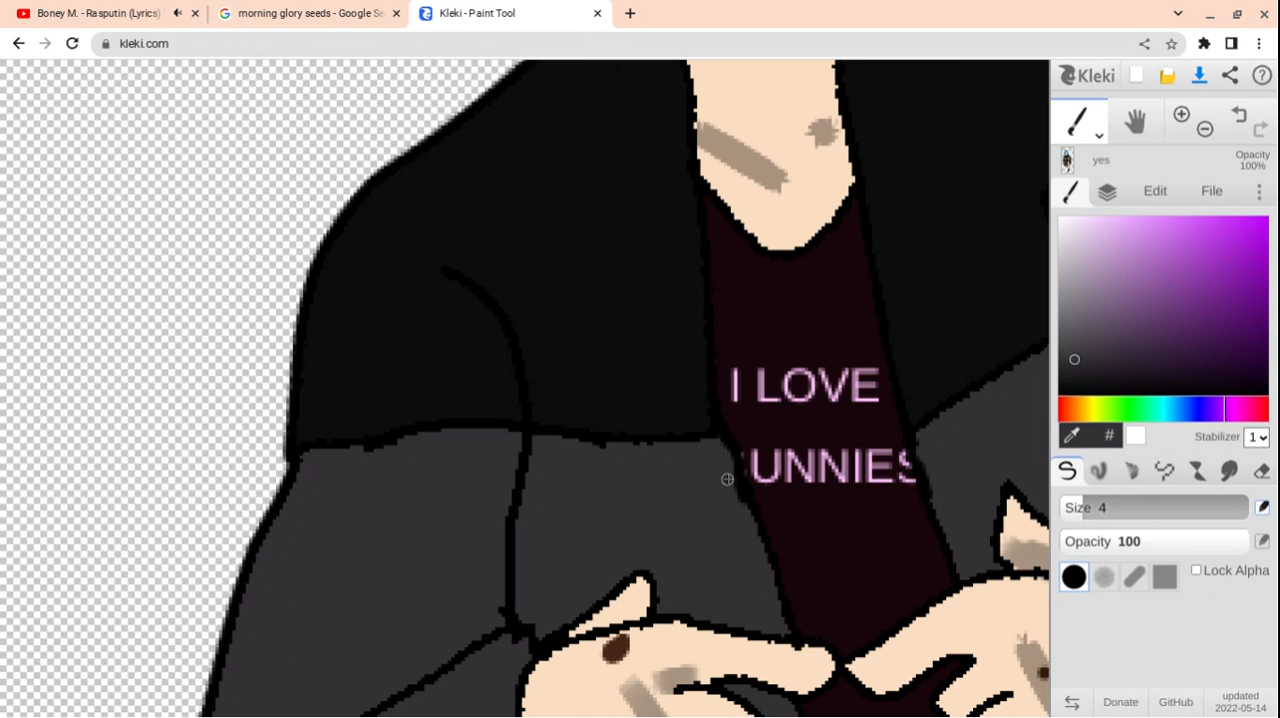 Boney M. - Rasputin (Lyrics)
morning glory seeds - Google Se
Kleki - Paint Tool
kleki.com
Kleki
yes
Opacity
100%
Edit
File
#
Stabilizer 1
Size 4
Opacity 100
Lock Alpha
I LOVE
UNNIES
Donate
GitHub
updated
2022-05-14